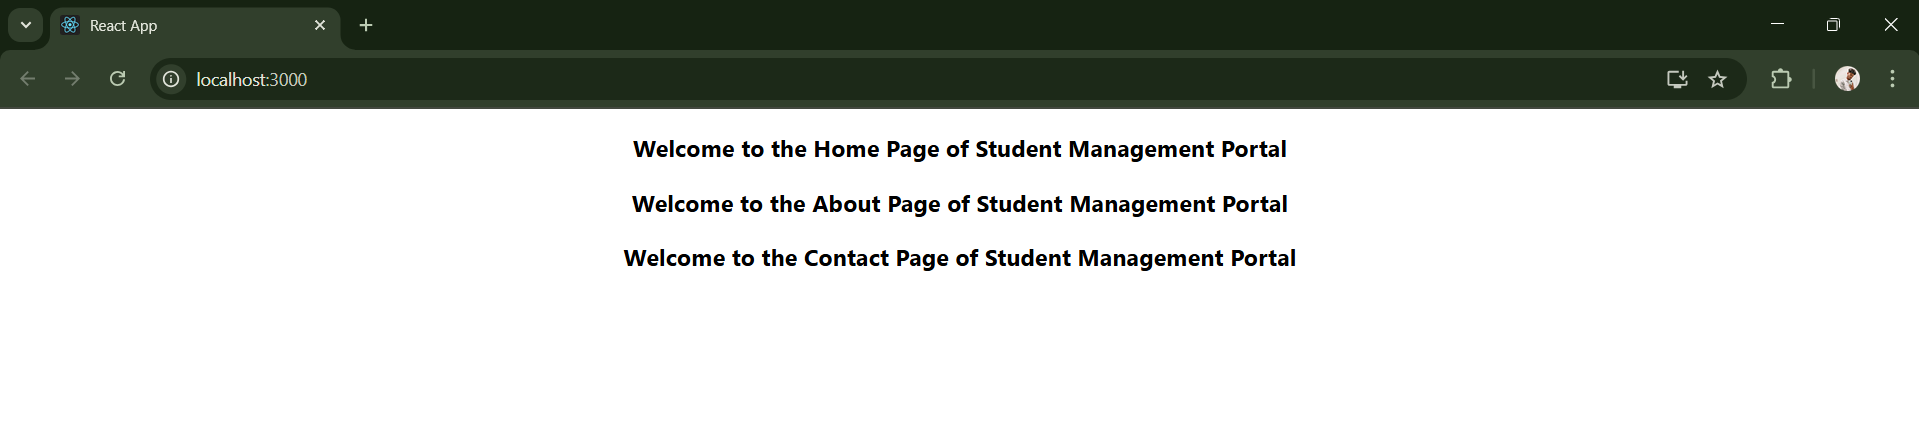 React App
localhost:3000
Welcome to the Home Page of Student Management Portal
Welcome to the About Page of Student Management Portal
Welcome to the Contact Page of Student Management Portal